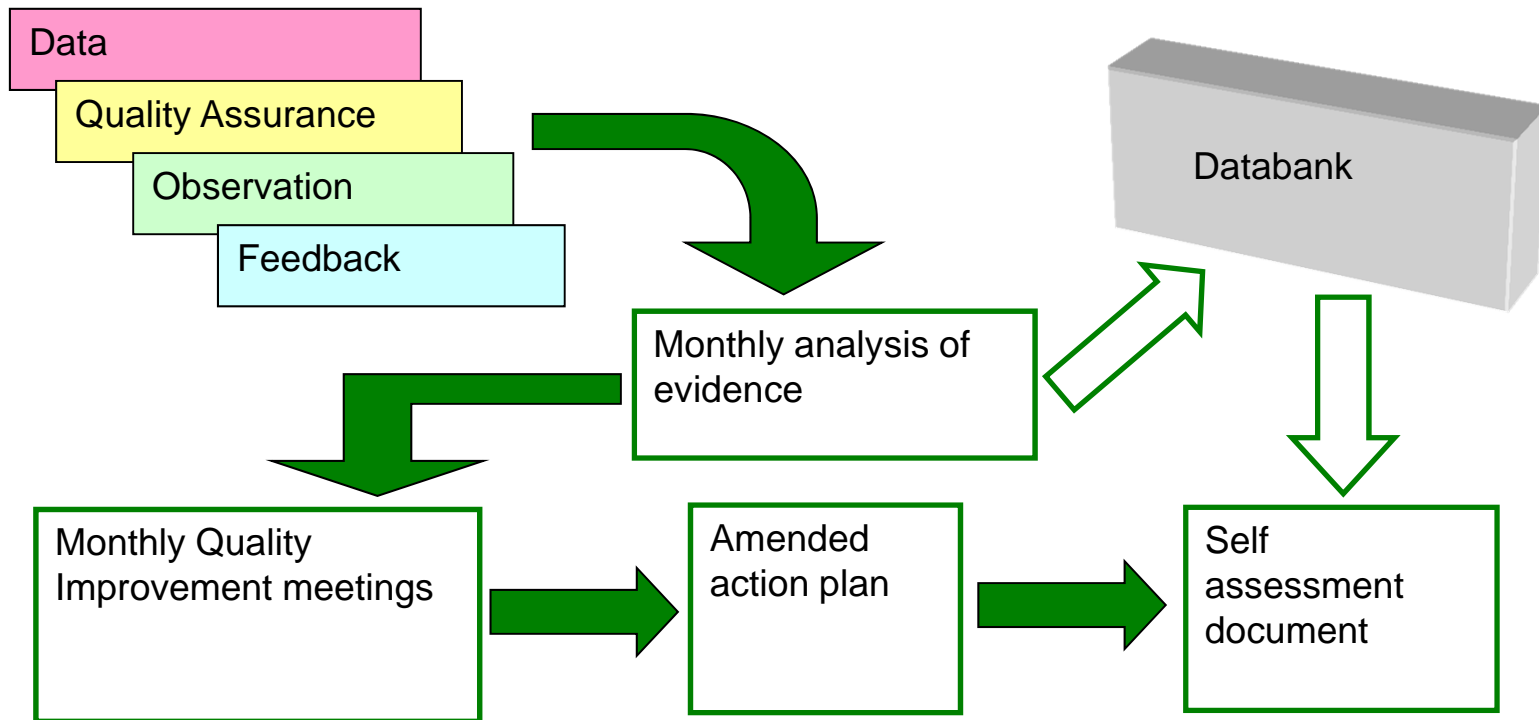 Data
Quality Assurance
Observation
Feedback
Databank
Monthly analysis of
evidence
Monthly Quality
Improvement meetings
Amended
action plan
Self
assessment
document